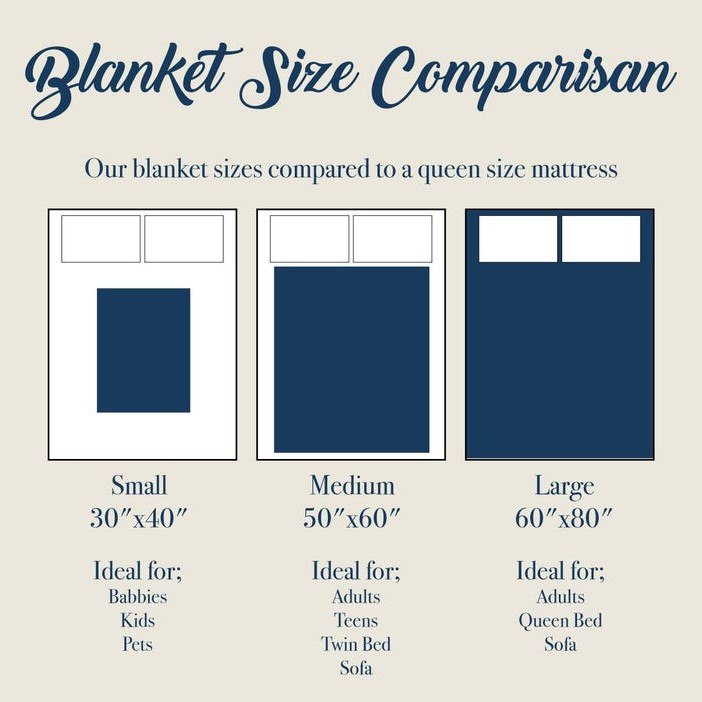 Blanket Size Comparisan
Our blanket sizes compared to a queen size mattress
Small
30"x40"
Ideal for;
Babbies
Kids
Pets
Medium
50"x60"
Ideal for;
Adults
Teens
Twin Bed
Sofa
Large
60"x80"
Ideal for;
Adults
Queen Bed
Sofa